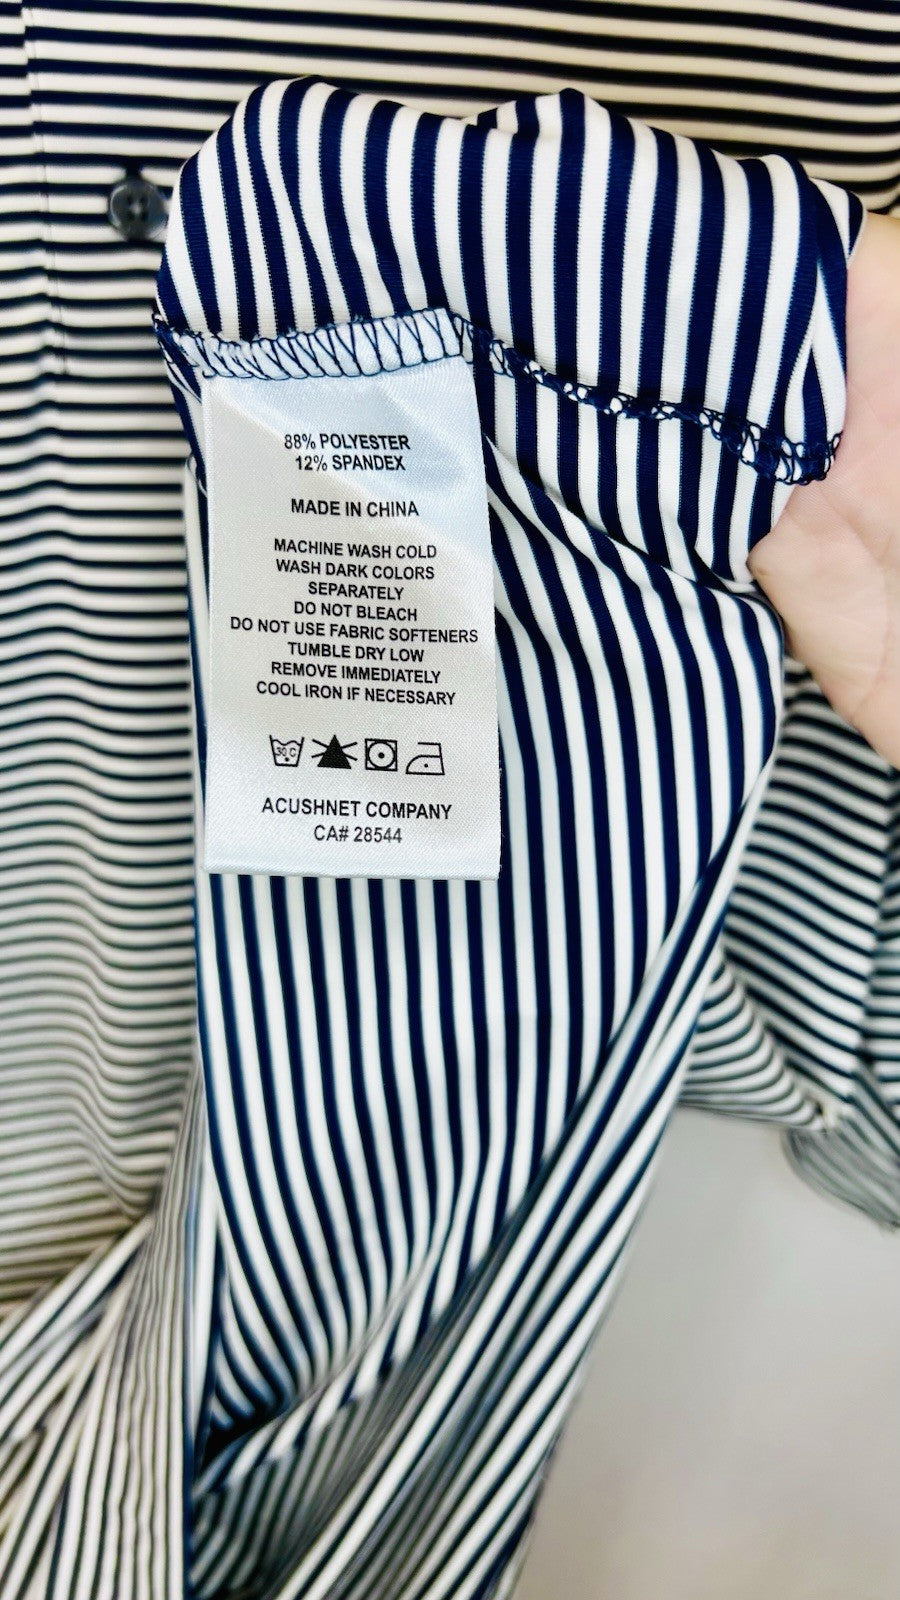 88% POLYESTER
12% SPANDEX
MADE IN CHINA
MACHINE WASH COLD
WASH DARK COLORS
SEPARATELY
DO NOT BLEACH
DO NOT USE FABRIC SOFTENERS
TUMBLE DRY LOW
REMOVE IMMEDIATELY
COOL IRON IF NECESSARY
30 C
ACUSHNET COMPANY
CA# 28544